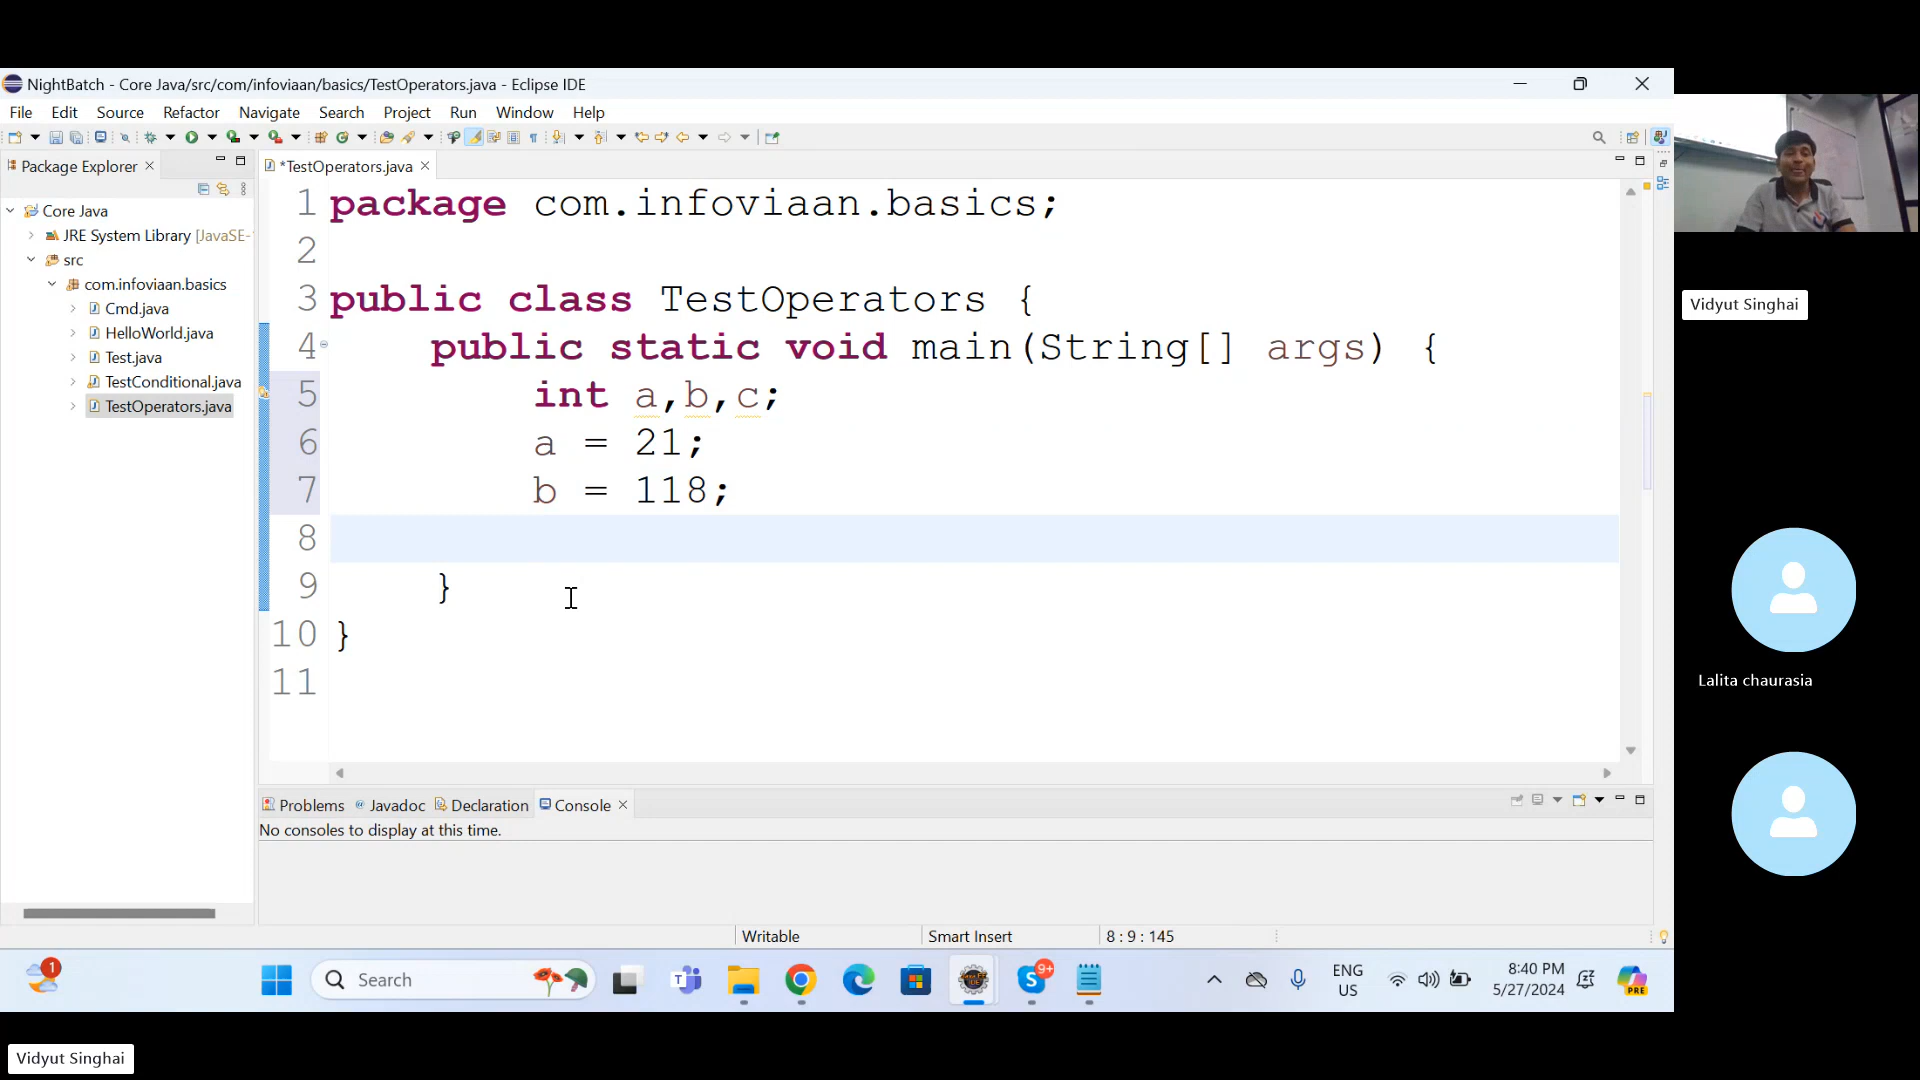 NightBatch - Core Java/src/com/infoviaan/basics/TestOperators.java - Eclipse IDE
File Edit Source Refactor Navigate Search Project Run Window Help
Package Explorer
*TestOperators.java
Core Java
JRE System Library [JavaSE-
src
com.infoviaan.basics
Cmd.java
HelloWorld.java
Test.java
TestConditional.java
TestOperators.java
1 package com.infoviaan.basics;
2
3 public class TestOperators {
4 public static void main(String[] args) {
5 int a,b,c;
6 a = 21;
7 b = 118;
8
9 }
10 }
11
Problems Javadoc Declaration Console
No consoles to display at this time.
Writable Smart Insert 8 : 9 : 145
1
Search
9+
ENG
US
8:40 PM
5/27/2024
PRE
Vidyut Singhai
Lalita chaurasia
Vidyut Singhai